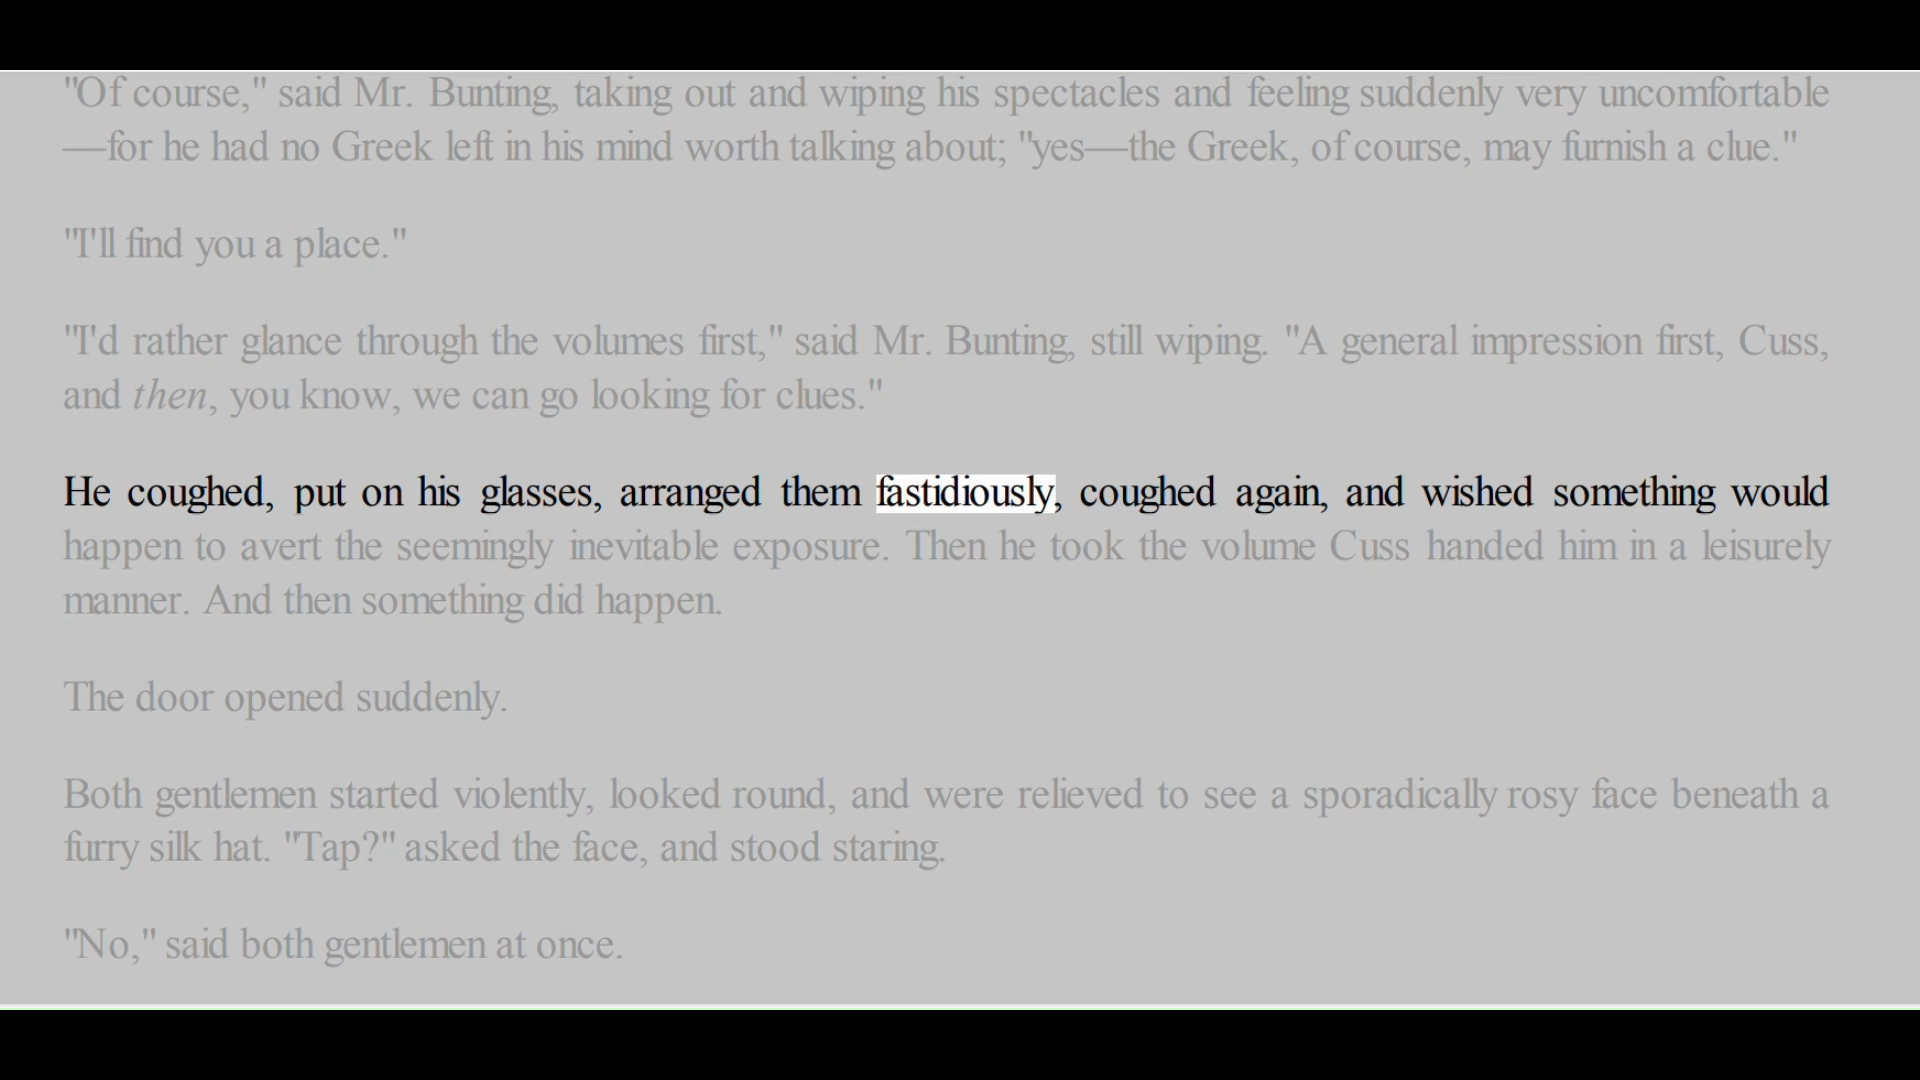 "Of course," said Mr. Bunting, taking out and wiping his spectacles and feeling suddenly very uncomfortable
—for he had no Greek left in his mind worth talking about; "yes—the Greek, of course, may furnish a clue."
"I'll find you a place."
"I'd rather glance through the volumes first," said Mr. Bunting, still wiping. "A general impression first, Cuss,
and then, you know, we can go looking for clues."
He coughed, put on his glasses, arranged them fastidiously, coughed again, and wished something would
happen to avert the seemingly inevitable exposure. Then he took the volume Cuss handed him in a leisurely
manner. And then something did happen.
The door opened suddenly.
Both gentlemen started violently, looked round, and were relieved to see a sporadically rosy face beneath a
furry silk hat. "Tap?" asked the face, and stood staring.
"No," said both gentlemen at once.